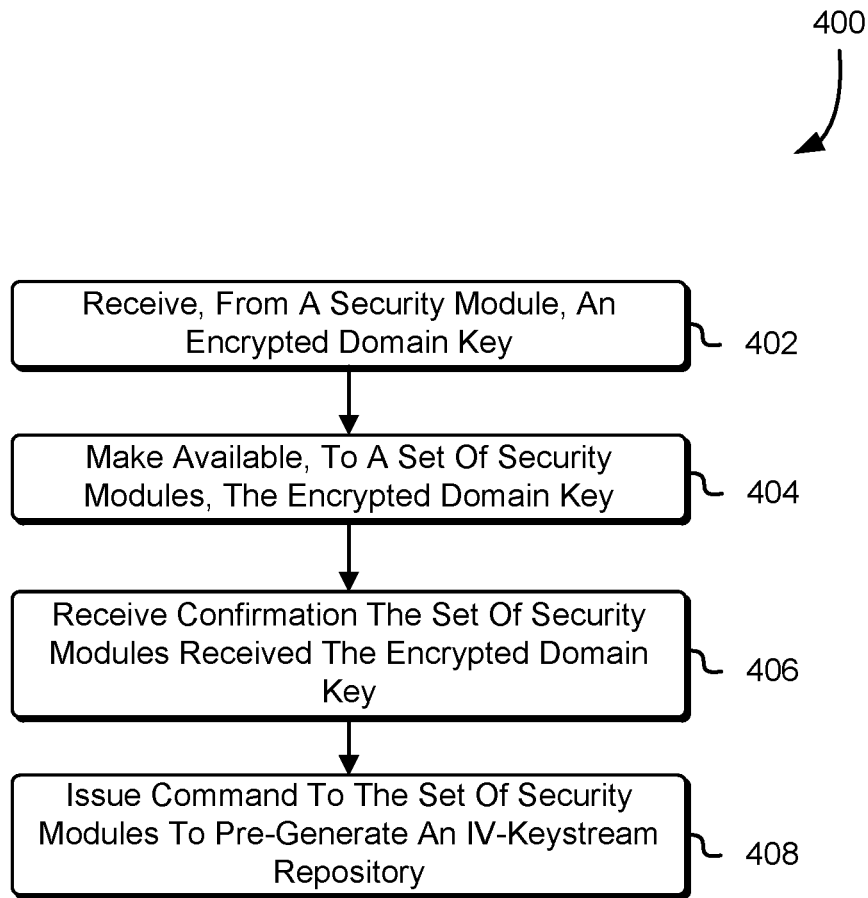 400
Receive, From A Security Module, An
Encrypted Domain Key
402
Make Available, To A Set Of Security
Modules, The Encrypted Domain Key
404
Receive Confirmation The Set Of Security
Modules Received The Encrypted Domain
Key
406
Issue Command To The Set Of Security
Modules To Pre-Generate An IV-Keystream
Repository
408